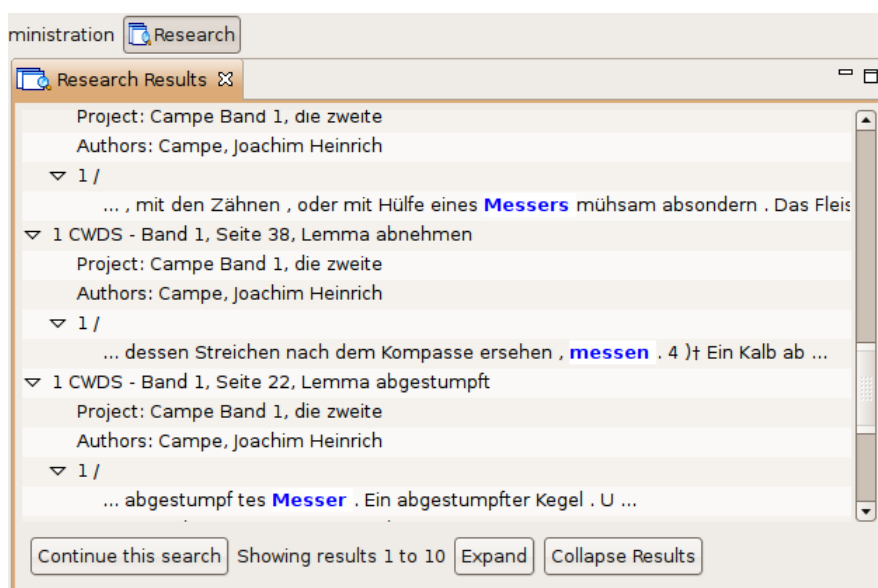 ministration Research
Research Results
Project: Campe Band 1, die zweite
Authors: Campe, Joachim Heinrich
1 /
... , mit den Zähnen , oder mit Hülfe eines Messers mühsam absondern . Das Fleis
1 CWDS - Band 1, Seite 38, Lemma abnehmen
Project: Campe Band 1, die zweite
Authors: Campe, Joachim Heinrich
1 /
... dessen Streichen nach dem Kompasse ersehen , messen . 4 )† Ein Kalb ab ...
1 CWDS - Band 1, Seite 22, Lemma abgestumpft
Project: Campe Band 1, die zweite
Authors: Campe, Joachim Heinrich
1 /
... abgestumpf tes Messer . Ein abgestumpfter Kegel . U ...
Continue this search Showing results 1 to 10 Expand Collapse Results